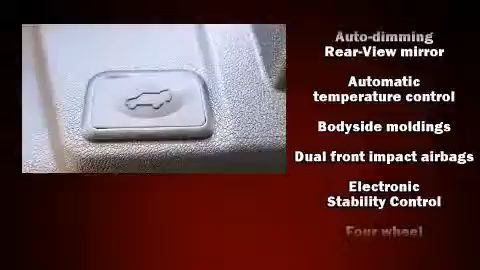 Auto-dimming
Rear-View mirror
Automatic
temperature control
Bodyside moldings
Dual front impact airbags
Electronic
Stability Control
Four wheel